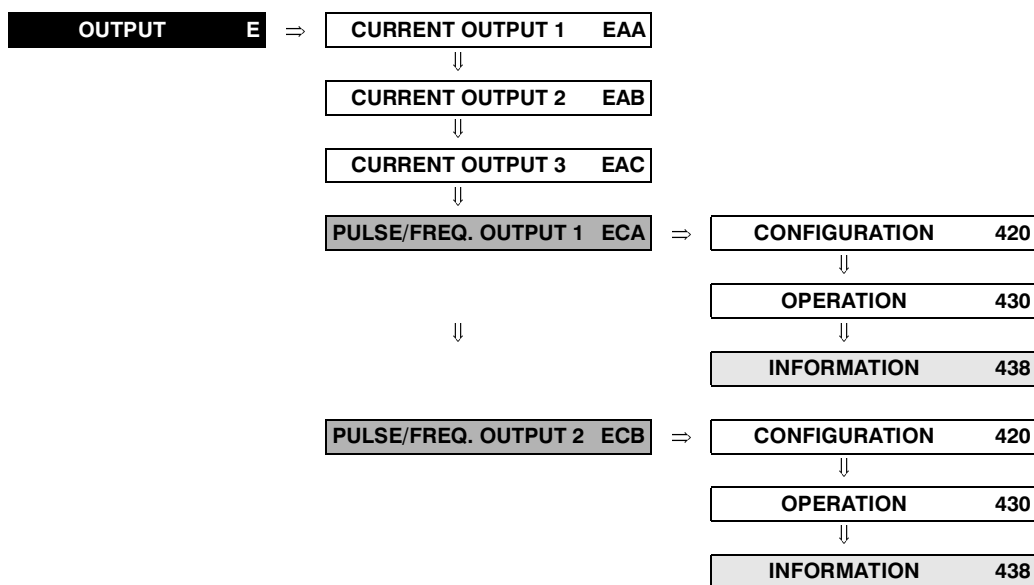 OUTPUT E ⇒ CURRENT OUTPUT 1 EAA
⇓
CURRENT OUTPUT 2 EAB
⇓
CURRENT OUTPUT 3 EAC
⇓
PULSE/FREQ. OUTPUT 1 ECA ⇒ CONFIGURATION 420
⇓
OPERATION 430
⇓ ⇓
INFORMATION 438
PULSE/FREQ. OUTPUT 2 ECB ⇒ CONFIGURATION 420
⇓
OPERATION 430
⇓
INFORMATION 438